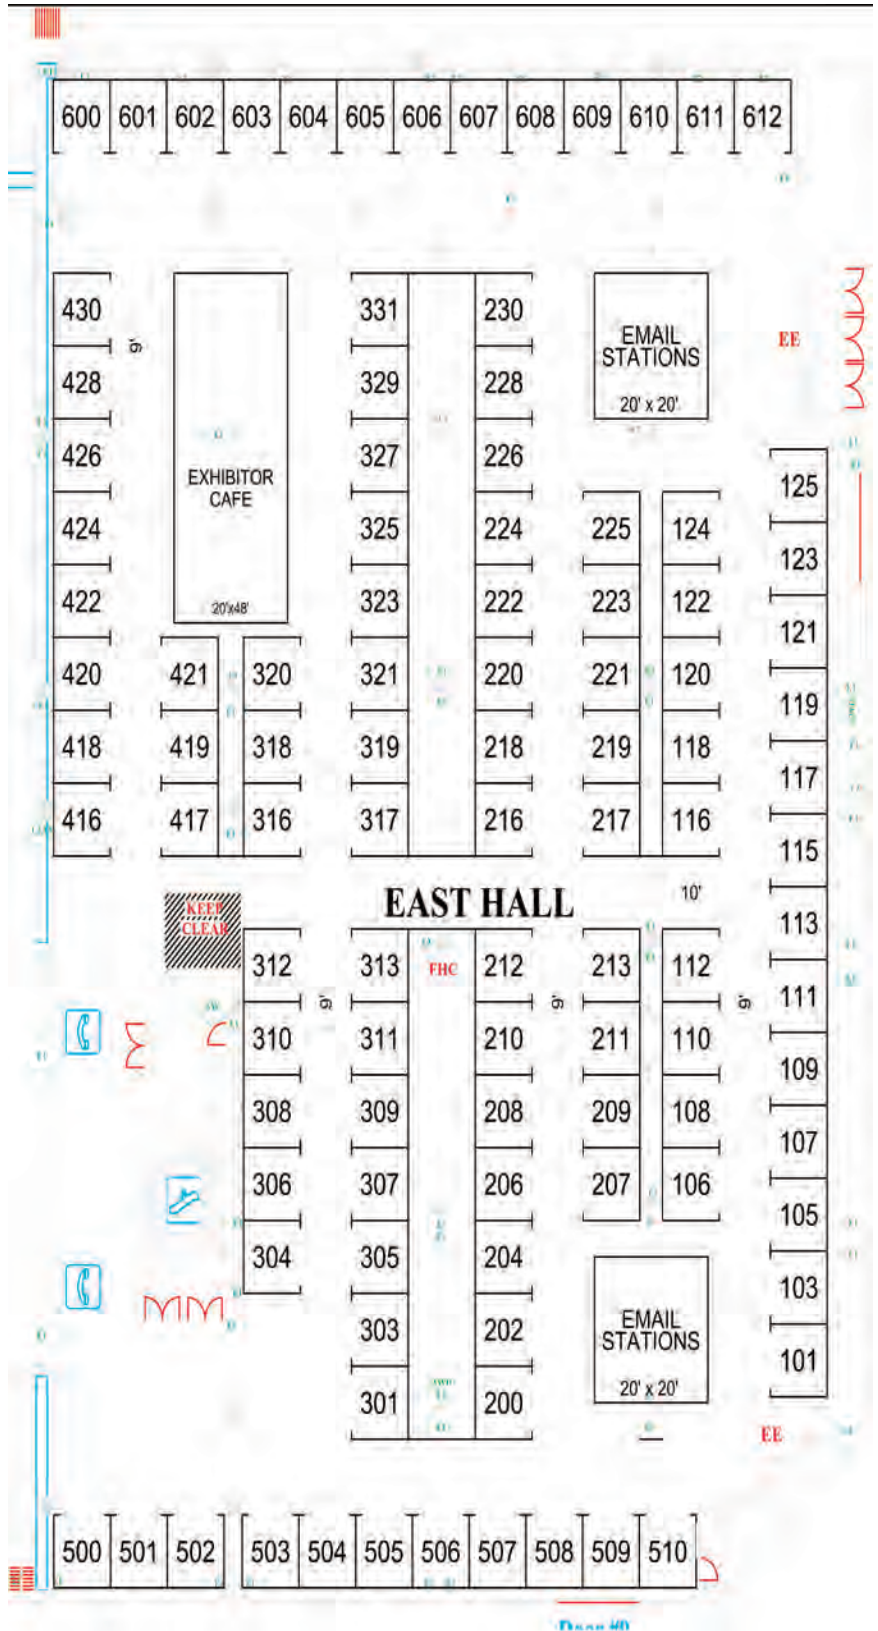 600 601 602 603 604 605 606 607 608 609 610 611 612
430 331 230
EMAIL
STATIONS
20' x 20'
EE
9'
428 329 228
426 327 226
EXHIBITOR
CAFE
20'x48'
125
424 325 224 225 124
123
422 323 222 223 122
121
420 421 320 321 220 221 120
119
418 419 318 319 218 219 118
117
416 417 316 317 216 217 116
115
KEEP
CLEAR
EAST HALL
10'
113
312 313 FHC 212 213 112
111
9' 9' 9'
310 311 210 211 110
109
308 309 208 209 108
107
306 307 206 207 106
105
304 305 204
103
303 202
EMAIL
STATIONS
20' x 20'
101
301 200
EE
500 501 502 503 504 505 506 507 508 509 510